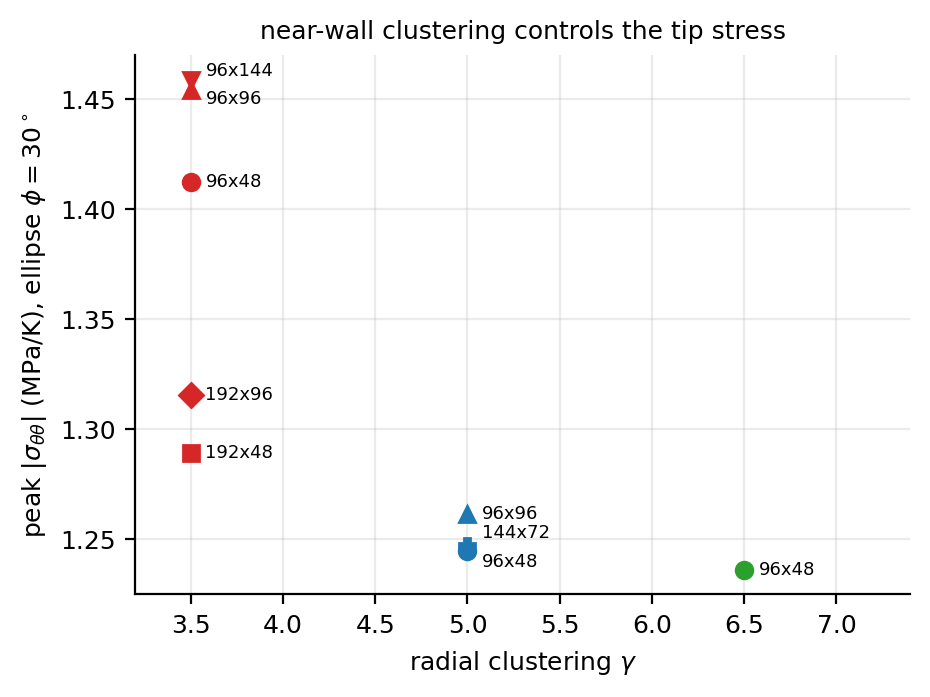 near-wall clustering controls the tip stress
peak |σθθ| (MPa/K), ellipse ϕ = 30°
1.45
1.40
1.35
1.30
1.25
96x144
96x96
96x48
192x96
192x48
96x96
144x72
96x48
96x48
3.5
4.0
4.5
5.0
5.5
6.0
6.5
7.0
radial clustering γ